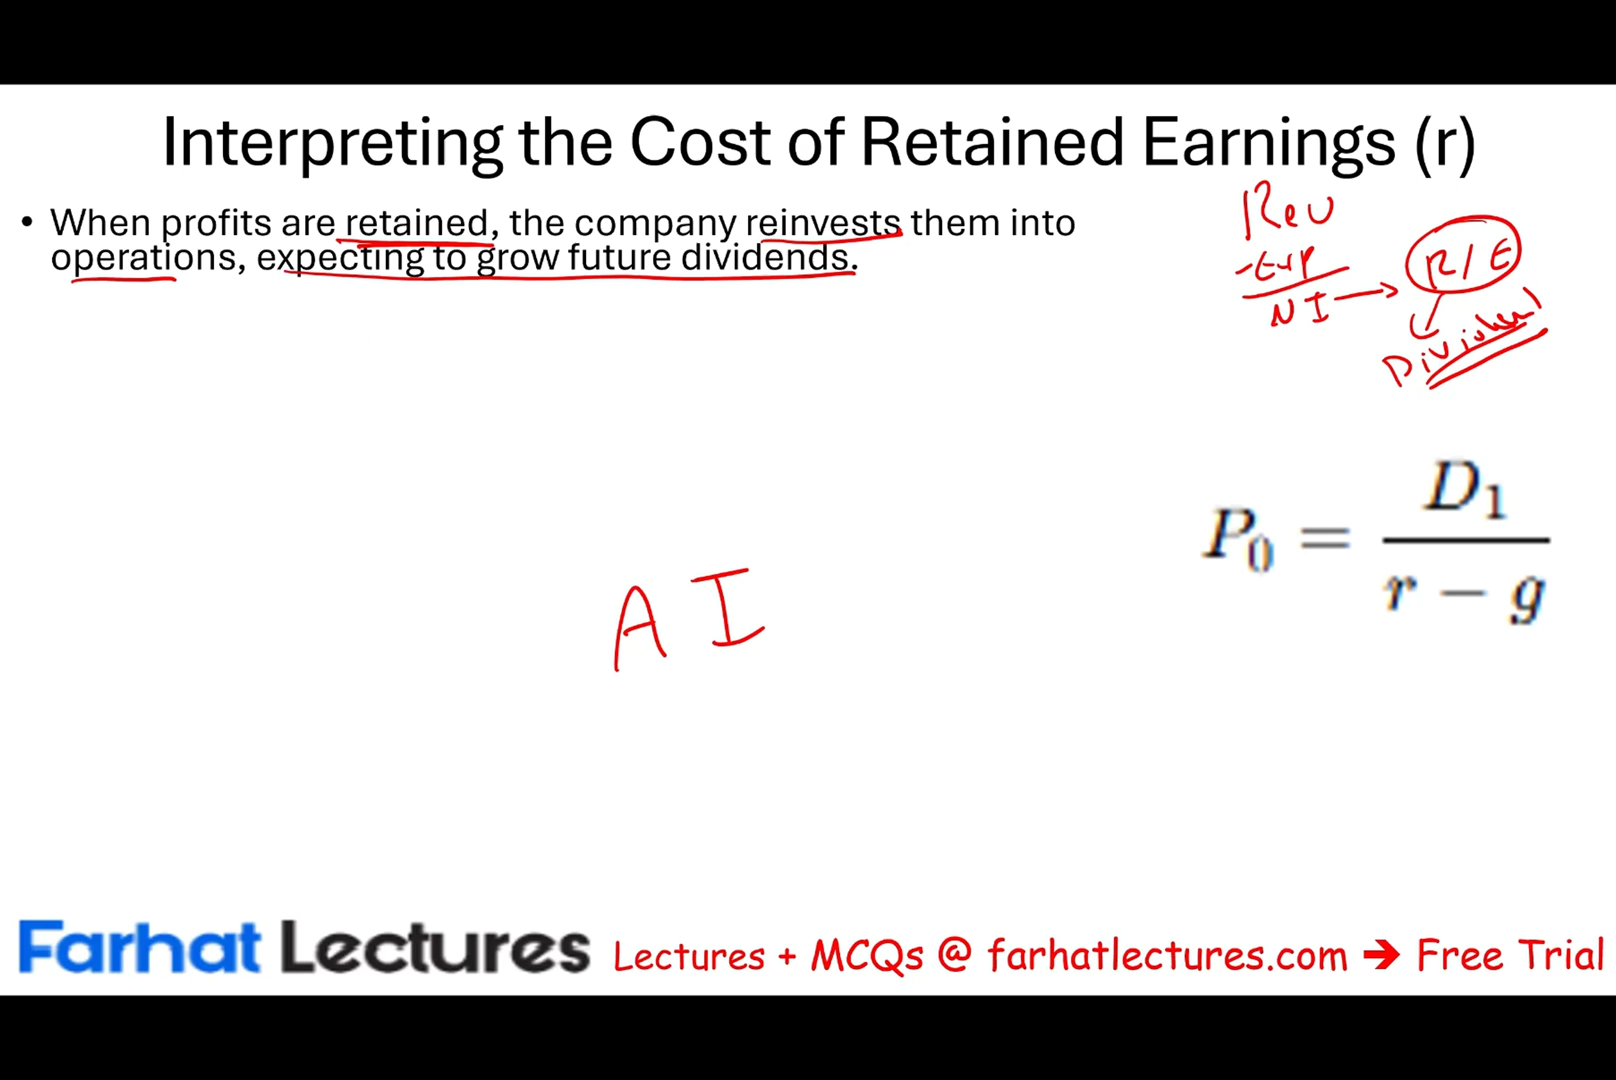 Interpreting the Cost of Retained Earnings (r)
• When profits are retained, the company reinvests them into
operations, expecting to grow future dividends.
Rev
-Exp
NI → R/E
Dividend
P₀ = D₁ / (r − g)
A I
Farhat Lectures Lectures + MCQs @ farhatlectures.com ➔ Free Trial